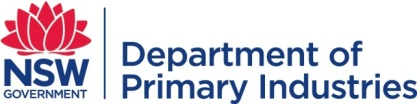 NSW
GOVERNMENT
Department of
Primary Industries